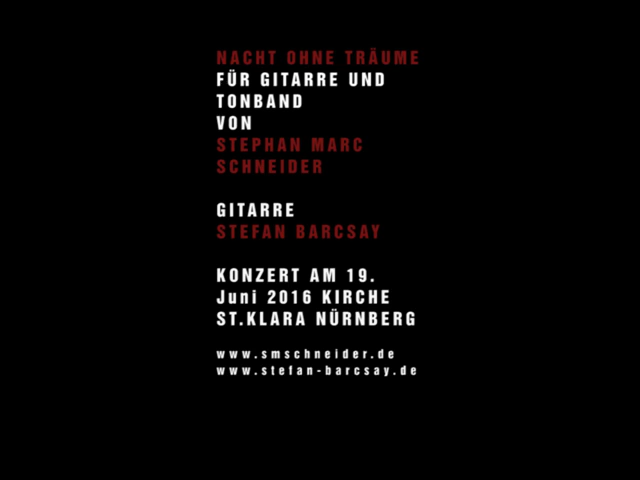 NACHT OHNE TRÄUME
FÜR GITARRE UND
TONBAND
VON
STEPHAN MARC
SCHNEIDER
GITARRE
STEFAN BARCSAY
KONZERT AM 19.
Juni 2016 KIRCHE
ST.KLARA NÜRNBERG
www.smschneider.de
www.stefan-barcsay.de